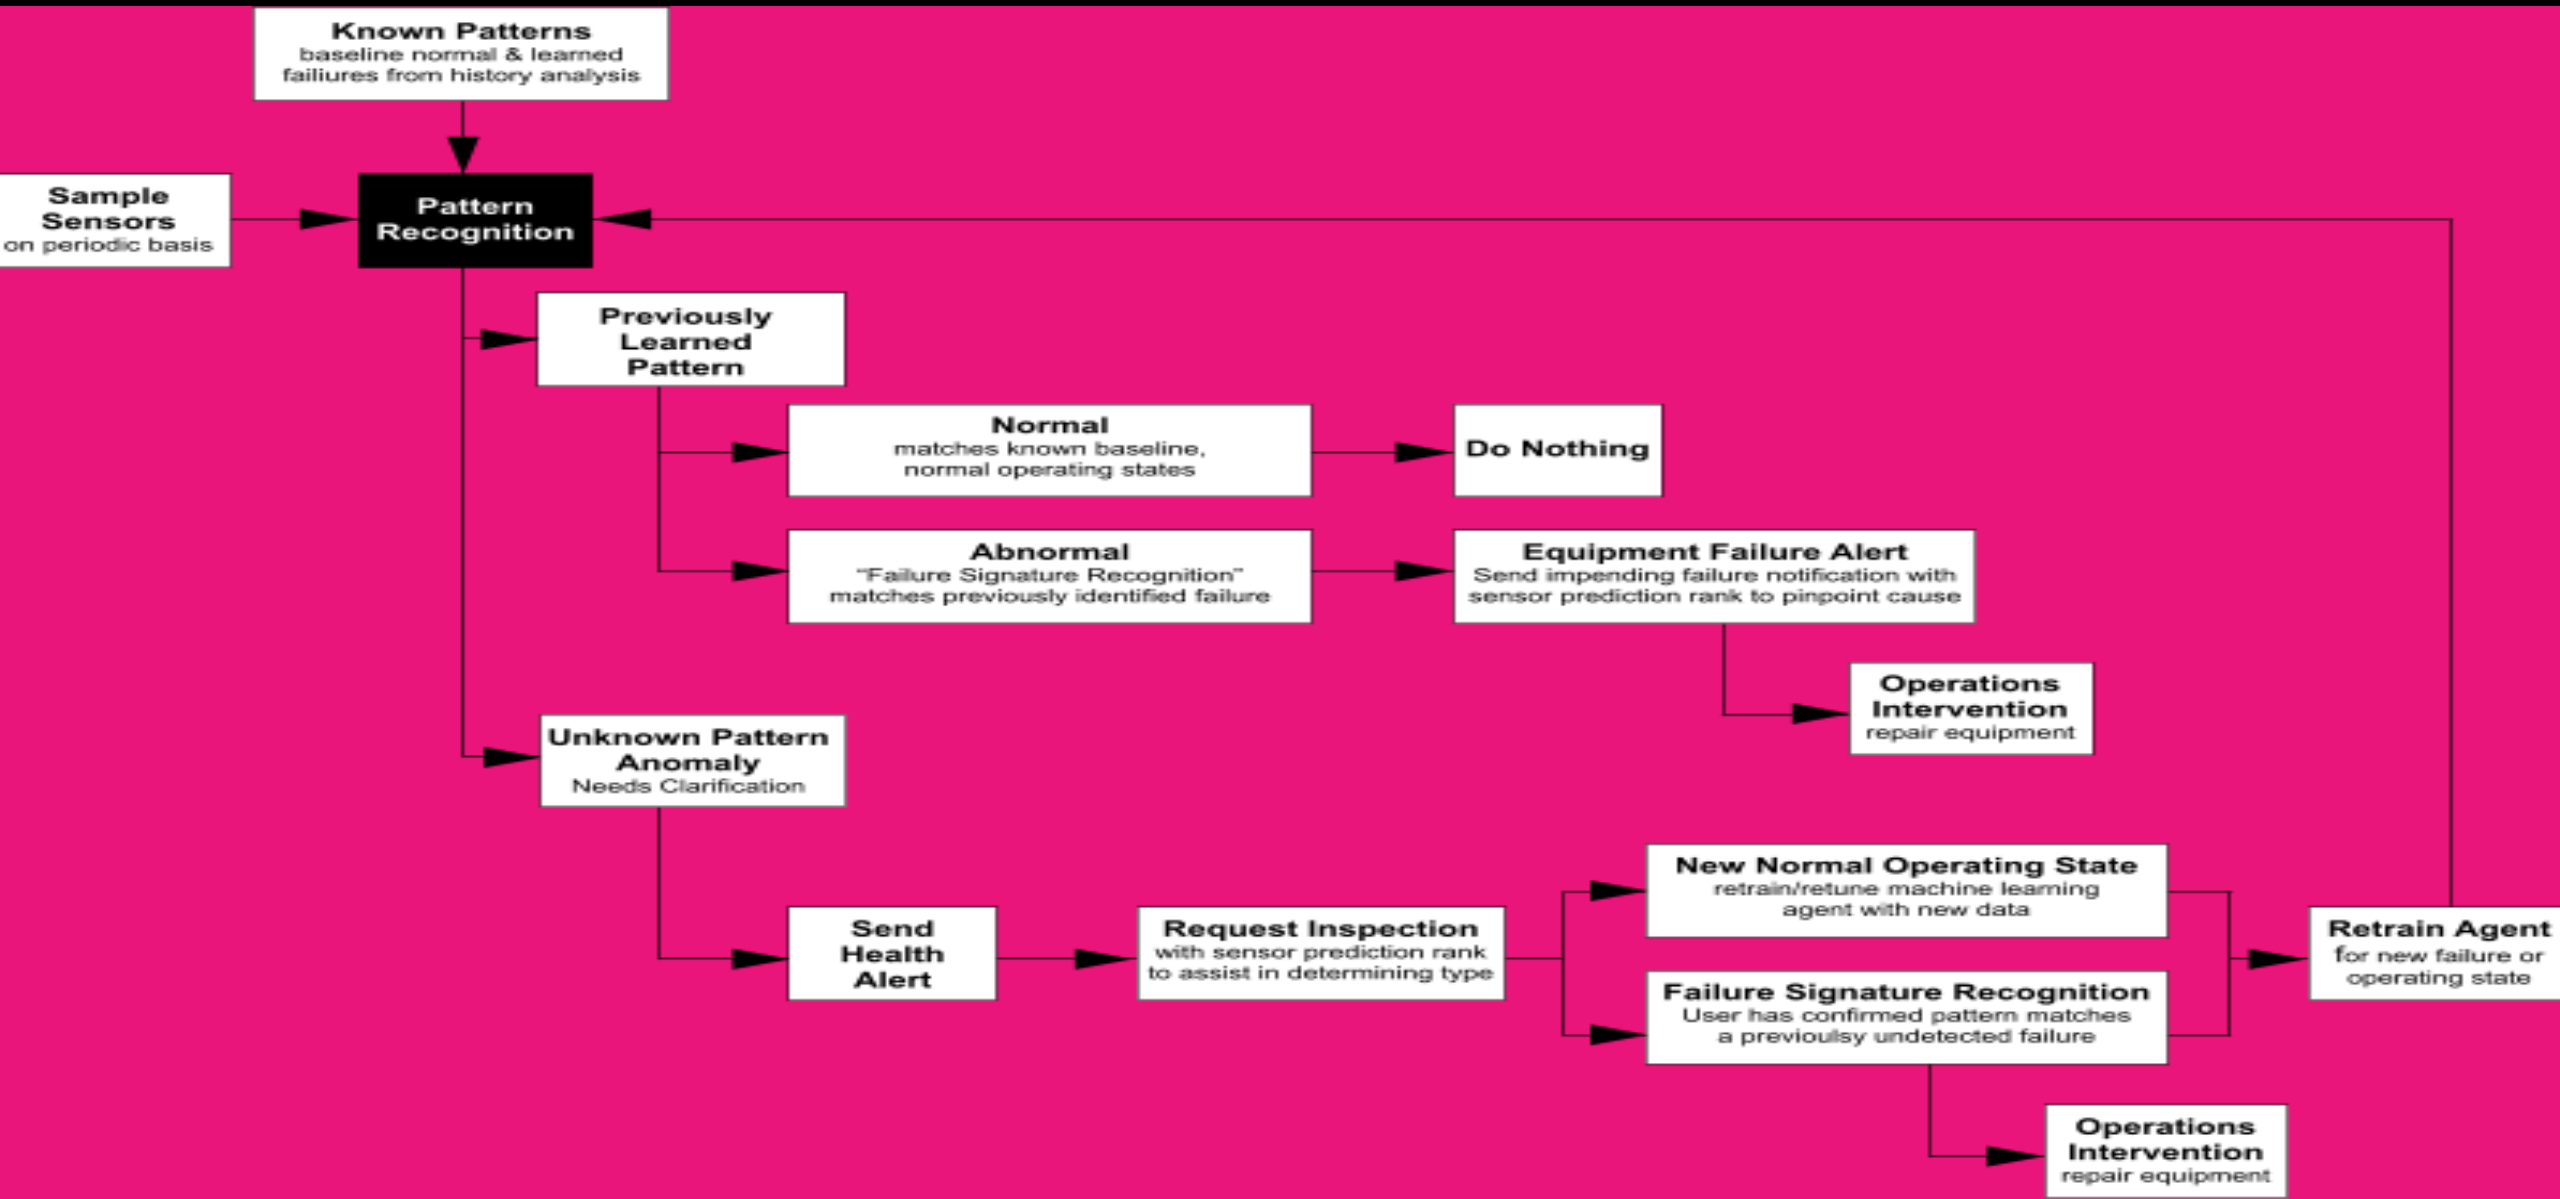 Known Patterns
baseline normal & learned
failiures from history analysis
Sample
Sensors
on periodic basis
Pattern
Recognition
Previously
Learned
Pattern
Normal
matches known baseline,
normal operating states
Do Nothing
Abnormal
"Failure Signature Recognition"
matches previously identified failure
Equipment Failure Alert
Send impending failure notification with
sensor prediction rank to pinpoint cause
Operations
Intervention
repair equipment
Unknown Pattern
Anomaly
Needs Clarification
Send
Health
Alert
Request Inspection
with sensor prediction rank
to assist in determining type
New Normal Operating State
retrain/retune machine learning
agent with new data
Failure Signature Recognition
User has confirmed pattern matches
a previoulsy undetected failure
Retrain Agent
for new failure or
operating state
Operations
Intervention
repair equipment